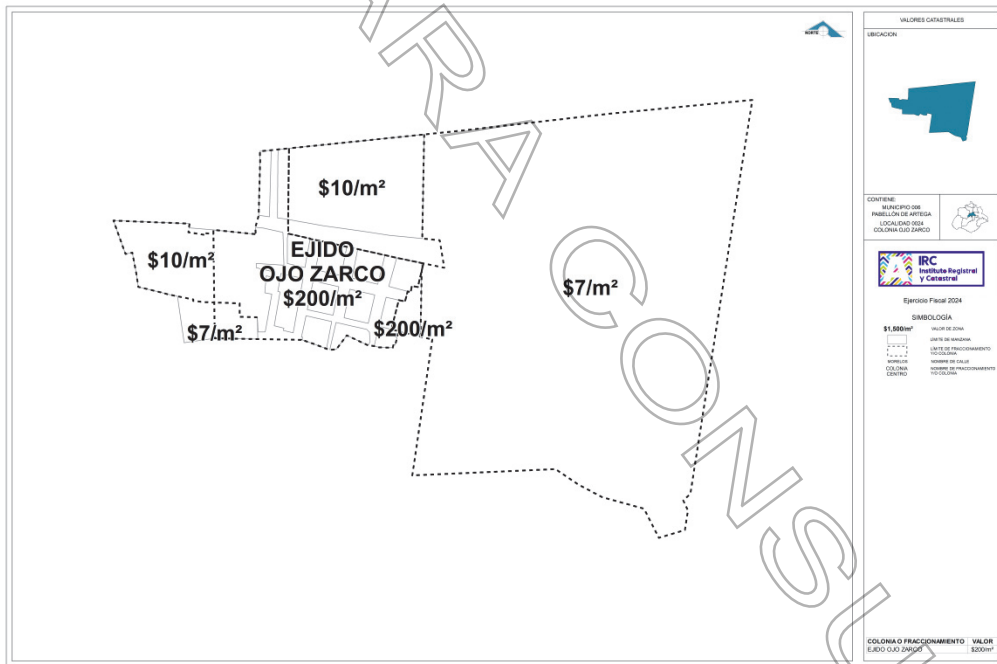 NORTE
$10/m²
$10/m²
EJIDO
OJO ZARCO
$200/m²
$7/m²
$7/m²
$200/m²
PARA CONSU
VALORES CATASTRALES
UBICACION
CONTIENE:
MUNICIPIO 006
PABELLÓN DE ARTEGA
LOCALIDAD 0024
COLONIA OJO ZARCO
IRC
Instituto Registral
y Catastral
Ejercicio Fiscal 2024
SIMBOLOGÍA
$1,500/m² VALOR DE ZONA
LÍMITE DE MANZANA
LÍMITE DE FRACCIONAMIENTO
Y/O COLONIA
MORELOS NOMBRE DE CALLE
COLONIA CENTRO NOMBRE DE FRACCIONAMIENTO
Y/O COLONIA
COLONIA O FRACCIONAMIENTO VALOR
EJIDO OJO ZARCO $200/m²